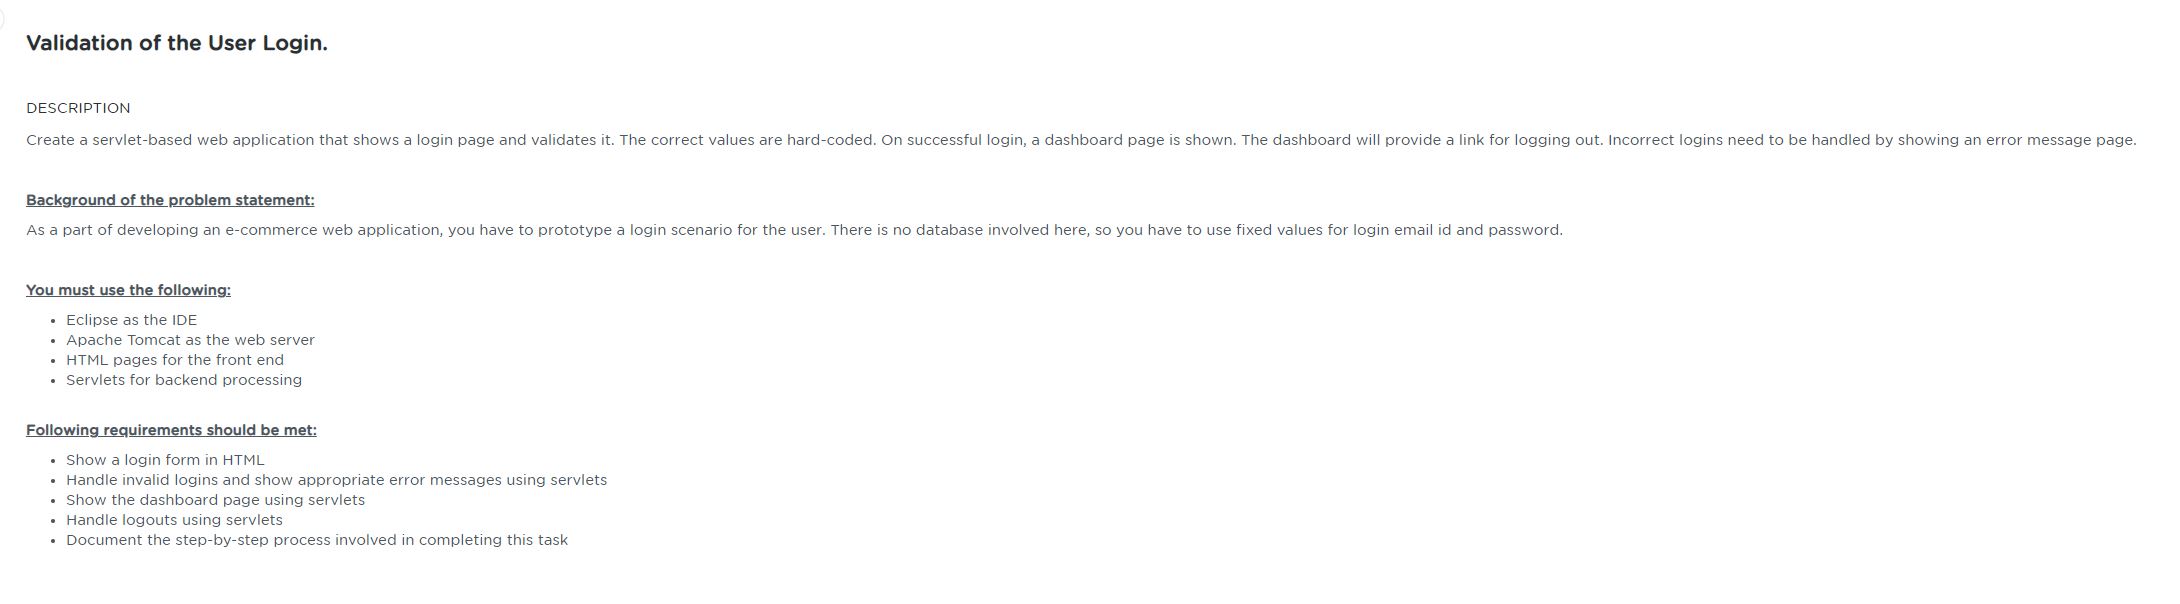 Validation of the User Login.
DESCRIPTION
Create a servlet-based web application that shows a login page and validates it. The correct values are hard-coded. On successful login, a dashboard page is shown. The dashboard will provide a link for logging out. Incorrect logins need to be handled by showing an error message page.
Background of the problem statement:
As a part of developing an e-commerce web application, you have to prototype a login scenario for the user. There is no database involved here, so you have to use fixed values for login email id and password.
You must use the following:
• Eclipse as the IDE
• Apache Tomcat as the web server
• HTML pages for the front end
• Servlets for backend processing
Following requirements should be met:
• Show a login form in HTML
• Handle invalid logins and show appropriate error messages using servlets
• Show the dashboard page using servlets
• Handle logouts using servlets
• Document the step-by-step process involved in completing this task